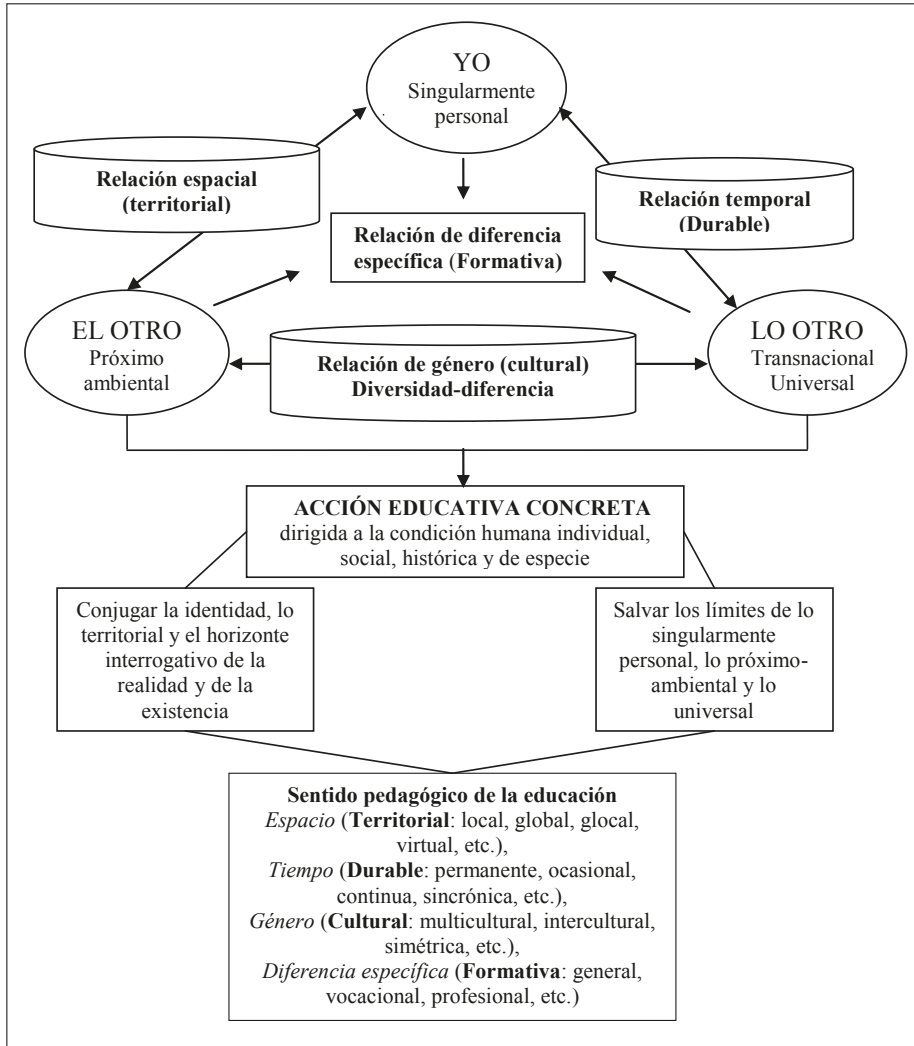 YO
Singularmente
personal
Relación espacial
(territorial)
Relación temporal
(Durable)
Relación de diferencia
específica (Formativa)
EL OTRO
Próximo
ambiental
Relación de género (cultural)
Diversidad-diferencia
LO OTRO
Transnacional
Universal
ACCIÓN EDUCATIVA CONCRETA
dirigida a la condición humana individual,
social, histórica y de especie
Conjugar la identidad, lo
territorial y el horizonte
interrogativo de la
realidad y de la
existencia
Salvar los límites de lo
singularmente
personal, lo próximo-
ambiental y lo
universal
Sentido pedagógico de la educación
Espacio (Territorial: local, global, glocal,
virtual, etc.),
Tiempo (Durable: permanente, ocasional,
continua, sincrónica, etc.),
Género (Cultural: multicultural, intercultural,
simétrica, etc.),
Diferencia específica (Formativa: general,
vocacional, profesional, etc.)